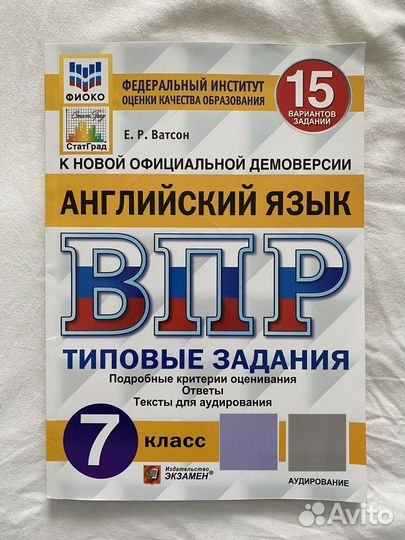 ФИОКО
ФЕДЕРАЛЬНЫЙ ИНСТИТУТ
ОЦЕНКИ КАЧЕСТВА ОБРАЗОВАНИЯ
15
ВАРИАНТОВ
ЗАДАНИЙ
СтатГрад
Е. Р. Ватсон
К НОВОЙ ОФИЦИАЛЬНОЙ ДЕМОВЕРСИИ
АНГЛИЙСКИЙ ЯЗЫК
ВПР
ТИПОВЫЕ ЗАДАНИЯ
Подробные критерии оценивания
Ответы
Тексты для аудирования
7 КЛАСС
Издательство
ЭКЗАМЕН®
АУДИРОВАНИЕ
Avito